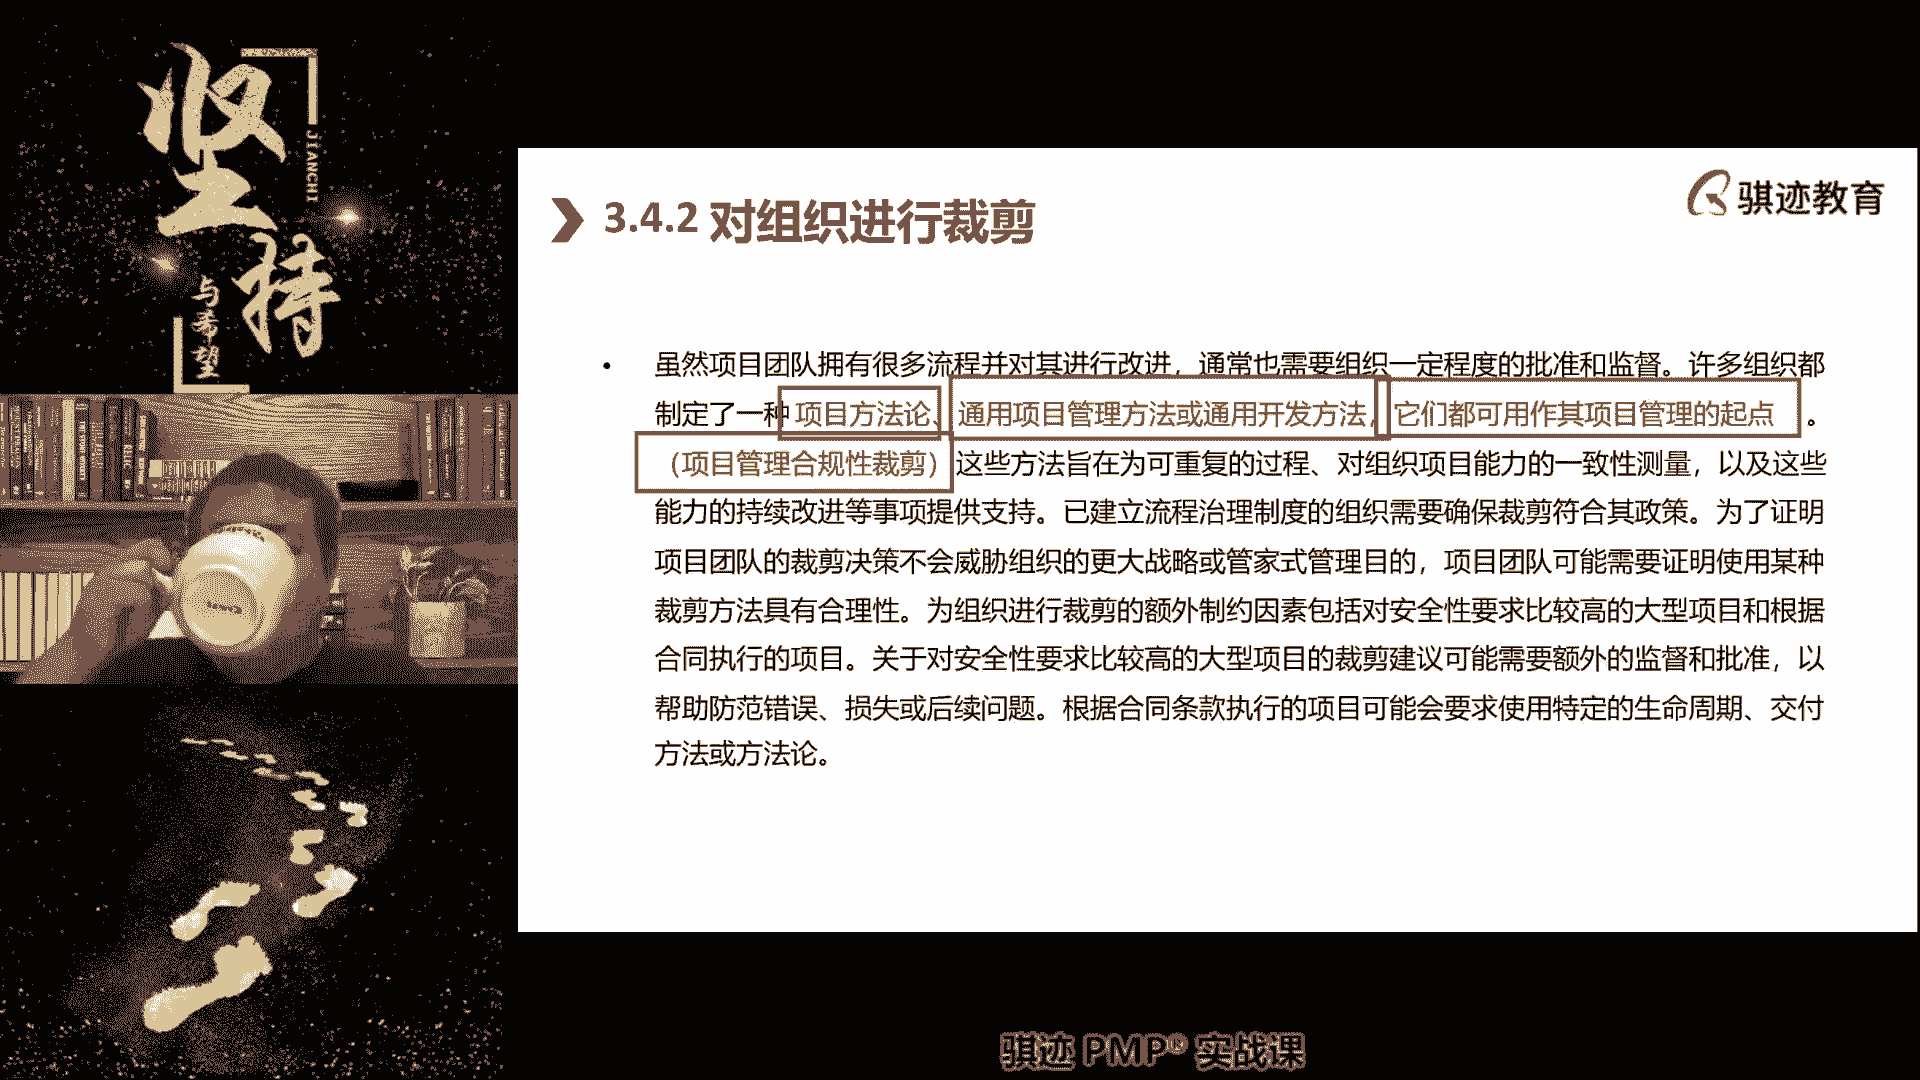 坚
持
JIANCHI
与希望
骐迹教育
3.4.2 对组织进行裁剪
• 虽然项目团队拥有很多流程并对其进行改进，通常也需要组织一定程度的批准和监督。许多组织都
制定了一种项目方法论、通用项目管理方法或通用开发方法，它们都可用作其项目管理的起点。
（项目管理合规性裁剪）这些方法旨在为可重复的过程、对组织项目能力的一致性测量，以及这些
能力的持续改进等事项提供支持。已建立流程治理制度的组织需要确保裁剪符合其政策。为了证明
项目团队的裁剪决策不会威胁组织的更大战略或管家式管理目的，项目团队可能需要证明使用某种
裁剪方法具有合理性。为组织进行裁剪的额外制约因素包括对安全性要求比较高的大型项目和根据
合同执行的项目。关于对安全性要求比较高的大型项目的裁剪建议可能需要额外的监督和批准，以
帮助防范错误、损失或后续问题。根据合同条款执行的项目可能会要求使用特定的生命周期、交付
方法或方法论。
骐迹 PMP® 实战课